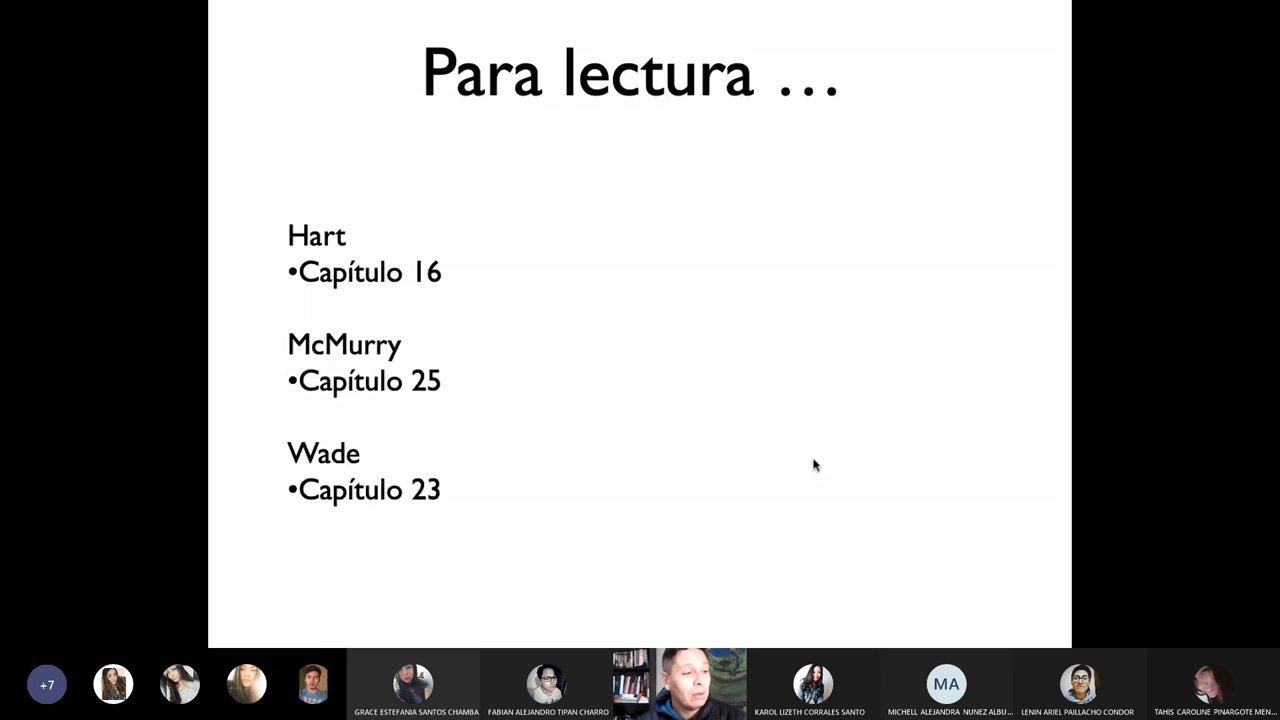 Para lectura ...
Hart
•Capítulo 16
McMurry
•Capítulo 25
Wade
•Capítulo 23
+7
GRACE ESTEFANIA SANTOS CHAMBA
FABIAN ALEJANDRO TIPAN CHARRO
KAROL LIZETH CORRALES SANTO
MA
MICHELL ALEJANDRA NUNEZ ALBU...
LENIN ARIEL PAILLACHO CONDOR
TAHIS CAROLINE PINARGOTE MEN...